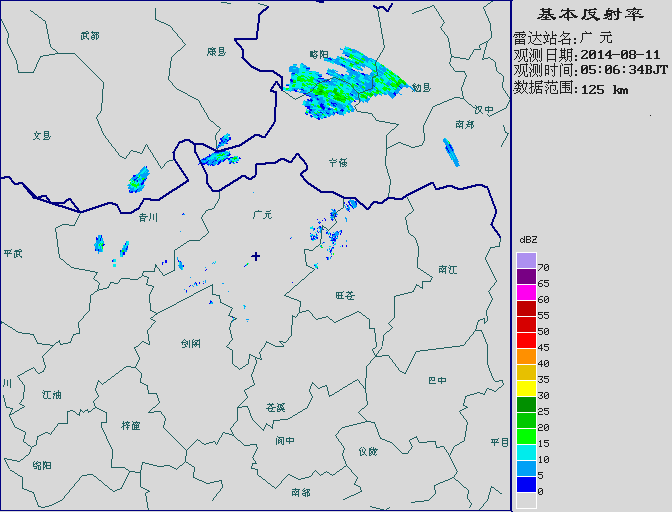 基本反射率
雷达站名:广 元
观测日期:2014-08-11
观测时间:05:06:34BJT
数据范围:125 km
武都
康县
略阳
勉县
汉中
南郑
文县
宁强
青川
广元
平武
南江
旺苍
剑阁
川
江油
巴中
苍溪
梓潼
阆中
仪陇
平昌
绵阳
南部
dBZ
70
65
60
55
50
45
40
35
30
25
20
15
10
5
0